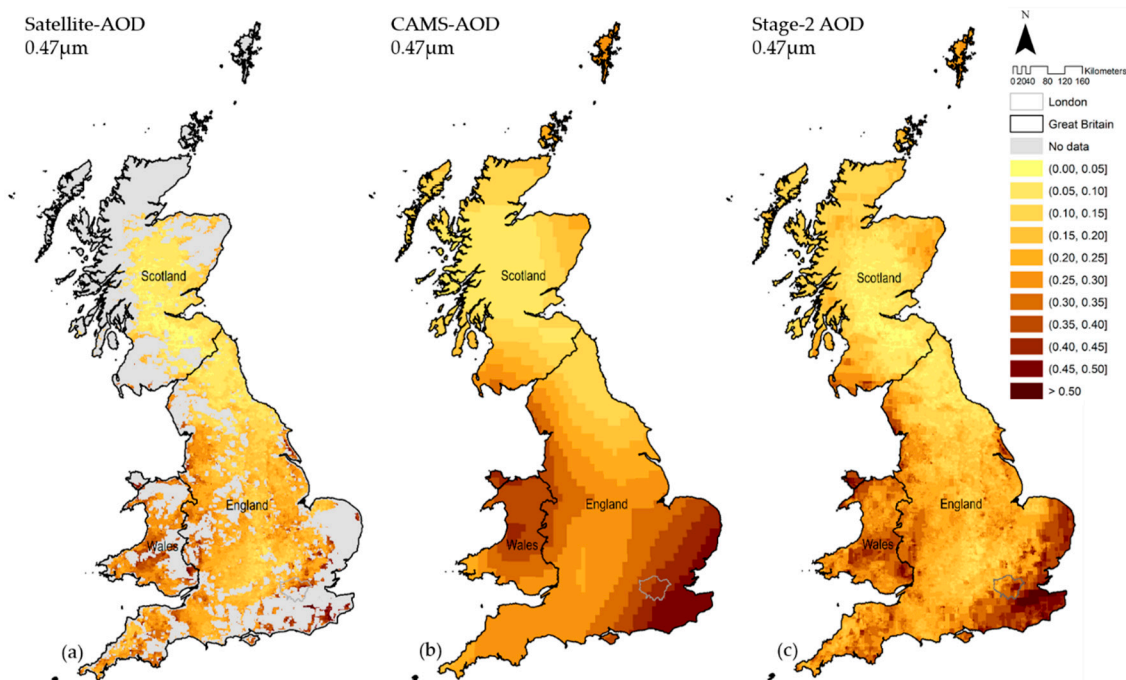 Satellite-AOD
0.47μm
CAMS-AOD
0.47μm
Stage-2 AOD
0.47μm
N
Kilometers
0 2040 80 120 160
London
Great Britain
No data
(0.00, 0.05]
(0.05, 0.10]
(0.10, 0.15]
(0.15, 0.20]
(0.20, 0.25]
(0.25, 0.30]
(0.30, 0.35]
(0.35, 0.40]
(0.40, 0.45]
(0.45, 0.50]
> 0.50
Scotland
Scotland
Scotland
England
England
England
Wales
Wales
Wales
(a)
(b)
(c)